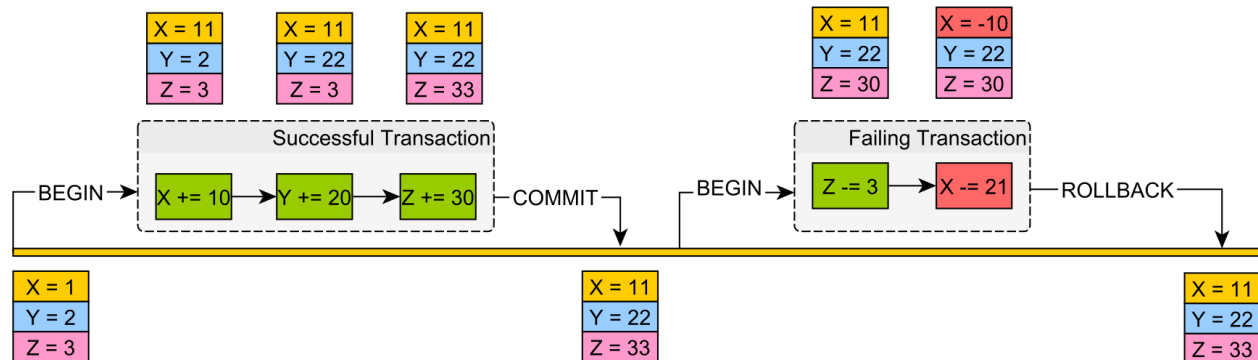 X = 11
Y = 2
Z = 3
X = 11
Y = 22
Z = 3
X = 11
Y = 22
Z = 33
X = 11
Y = 22
Z = 30
X = -10
Y = 22
Z = 30
Successful Transaction
BEGIN
X += 10
Y += 20
Z += 30
COMMIT
Failing Transaction
BEGIN
Z -= 3
X -= 21
ROLLBACK
X = 1
Y = 2
Z = 3
X = 11
Y = 22
Z = 33
X = 11
Y = 22
Z = 33